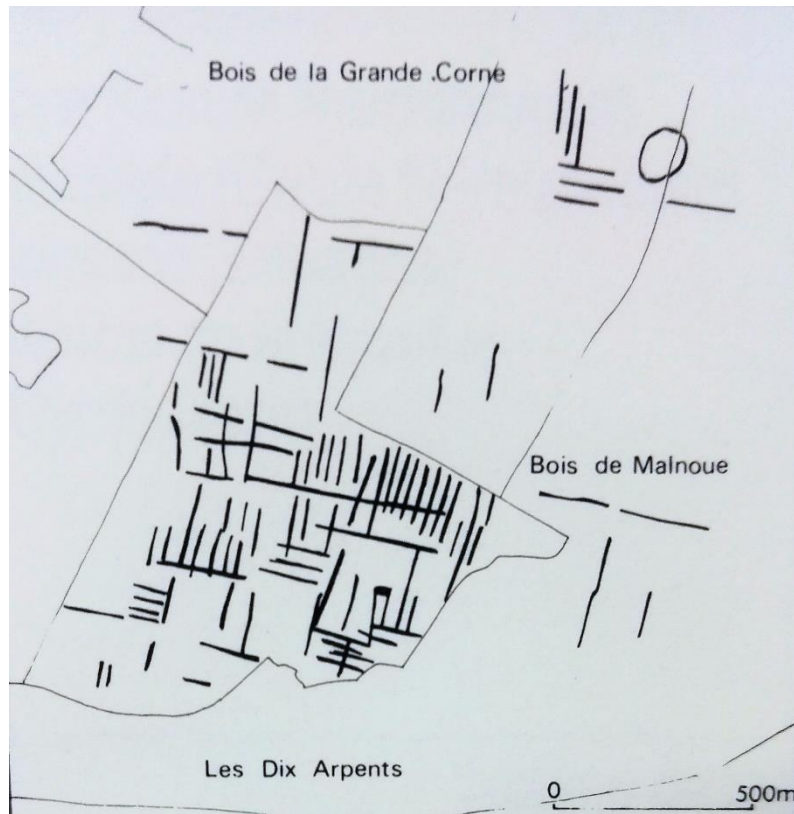 Bois de la Grande .Corne
Bois de Malnoue
Les Dix Arpents
0 500m